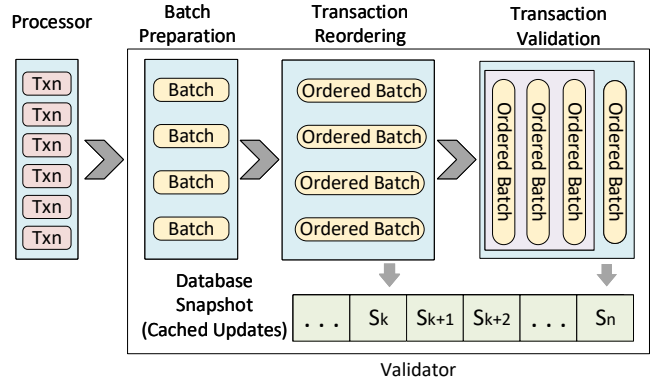 Processor
Batch
Preparation
Transaction
Reordering
Transaction
Validation
Txn
Txn
Txn
Txn
Txn
Txn
Batch
Batch
Batch
Batch
Ordered Batch
Ordered Batch
Ordered Batch
Ordered Batch
Ordered Batch
Ordered Batch
Ordered Batch
Ordered Batch
Database
Snapshot
(Cached Updates)
. . . Sk Sk+1 Sk+2 . . . Sn
Validator